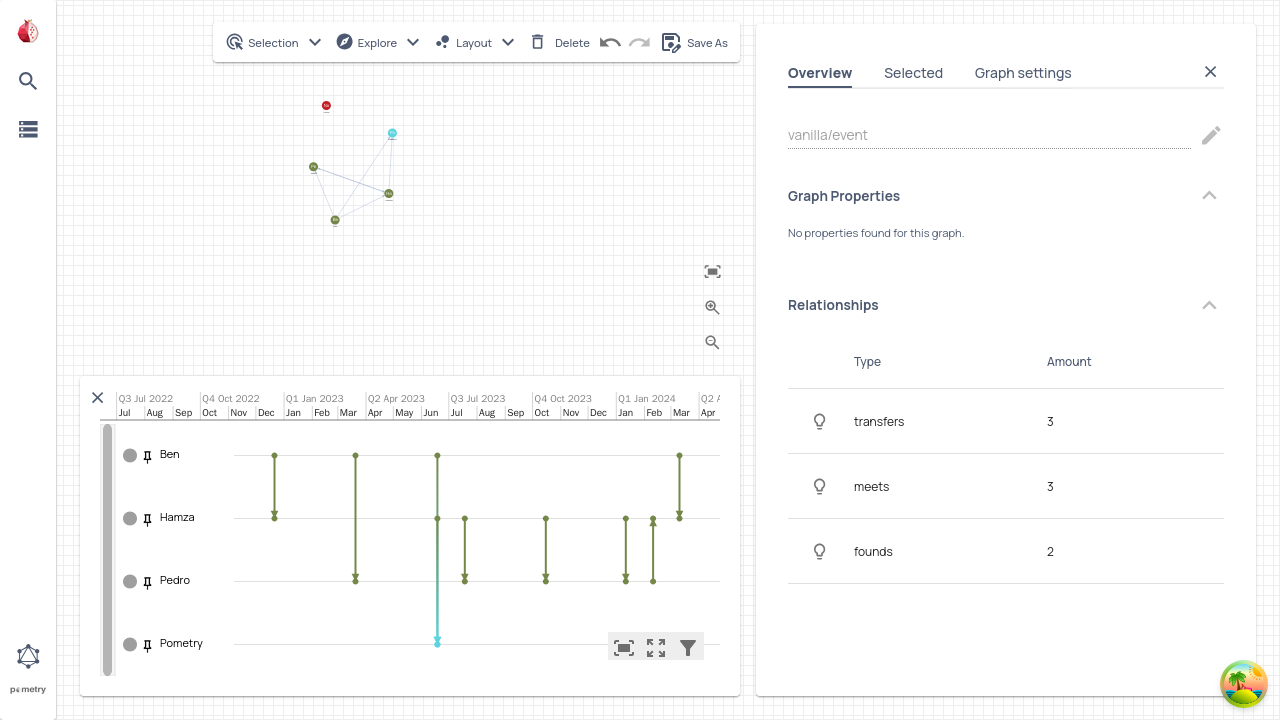 Selection
Explore
Layout
Delete
Save As
Overview
Selected
Graph settings
vanilla/event
Graph Properties
No properties found for this graph.
Relationships
Type
Amount
transfers
3
meets
3
founds
2
Q3 Jul 2022
Q4 Oct 2022
Q1 Jan 2023
Q2 Apr 2023
Q3 Jul 2023
Q4 Oct 2023
Q1 Jan 2024
Q2 A
Jul Aug Sep Oct Nov Dec Jan Feb Mar Apr May Jun Jul Aug Sep Oct Nov Dec Jan Feb Mar Apr
Ben
Hamza
Pedro
Pometry
pometry